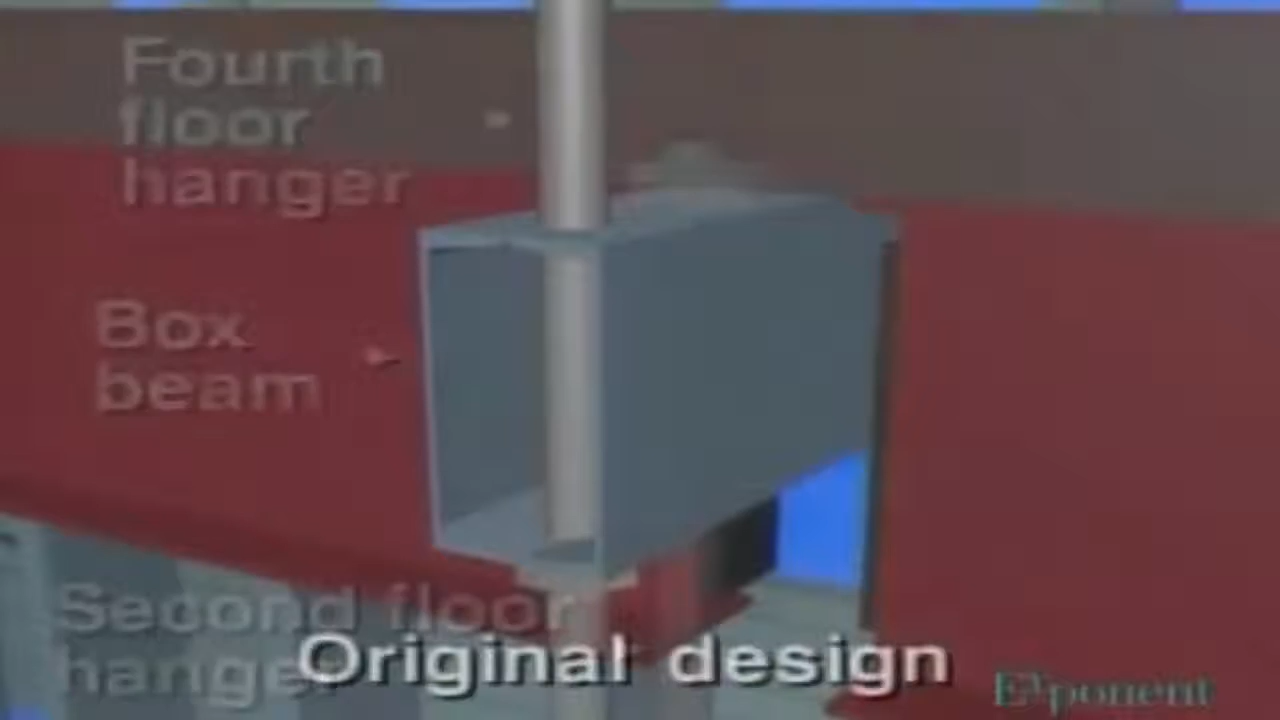 Fourth
floor
hanger
Box
beam
Second floor
hanger
Original design
Exponent